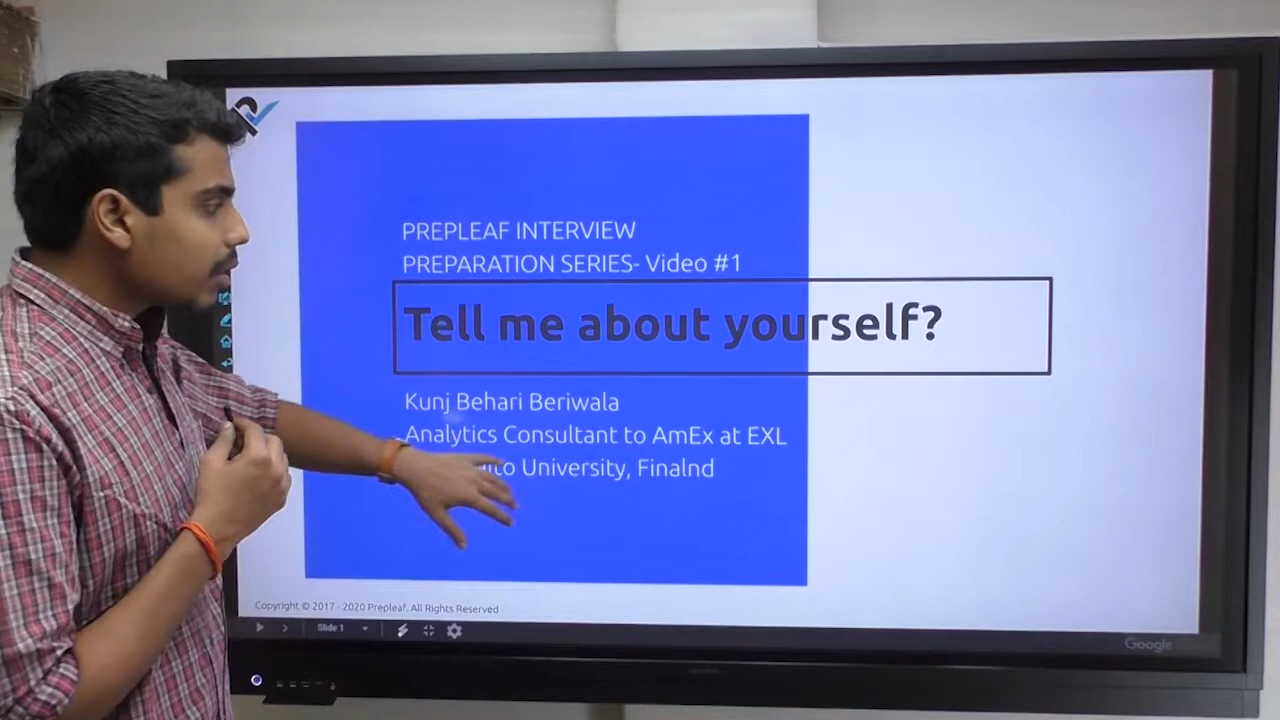 PREPLEAF INTERVIEW
PREPARATION SERIES- Video #1
Tell me about yourself?
Kunj Behari Beriwala
Analytics Consultant to AmEx at EXL
University, Finalnd
Copyright © 2017 - 2020 Prepleaf. All Rights Reserved
Slide 1
Google